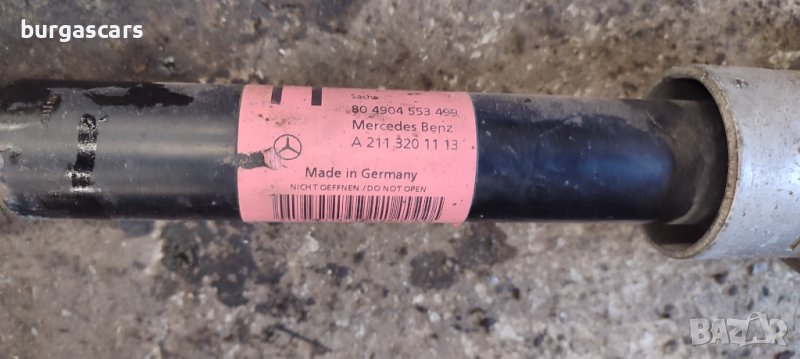 burgascars
Sachs
80 4904 553 499
Mercedes Benz
A 211 320 11 13
Made in Germany
NICHT OEFFNEN / DO NOT OPEN
BAZAR